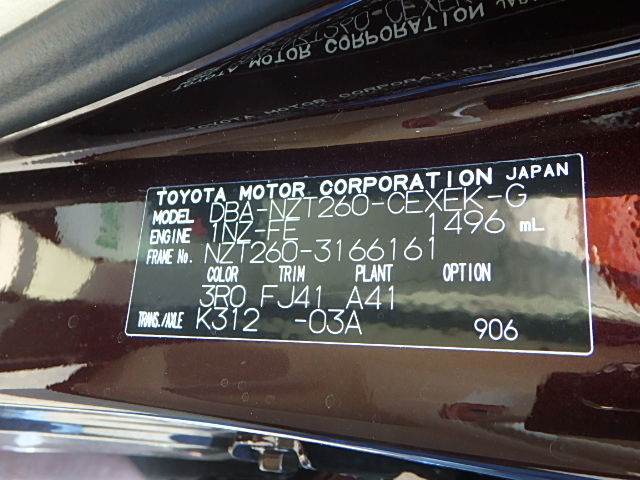 TOYOTA MOTOR CORPORATION JAPAN
MODEL DBA-NZT260-CEXEK-G
ENGINE 1NZ-FE 1496 mL
FRAME No. NZT260-3166161
COLOR TRIM PLANT OPTION
3R0 FJ41 A41
TRANS./AXLE K312 -03A 906